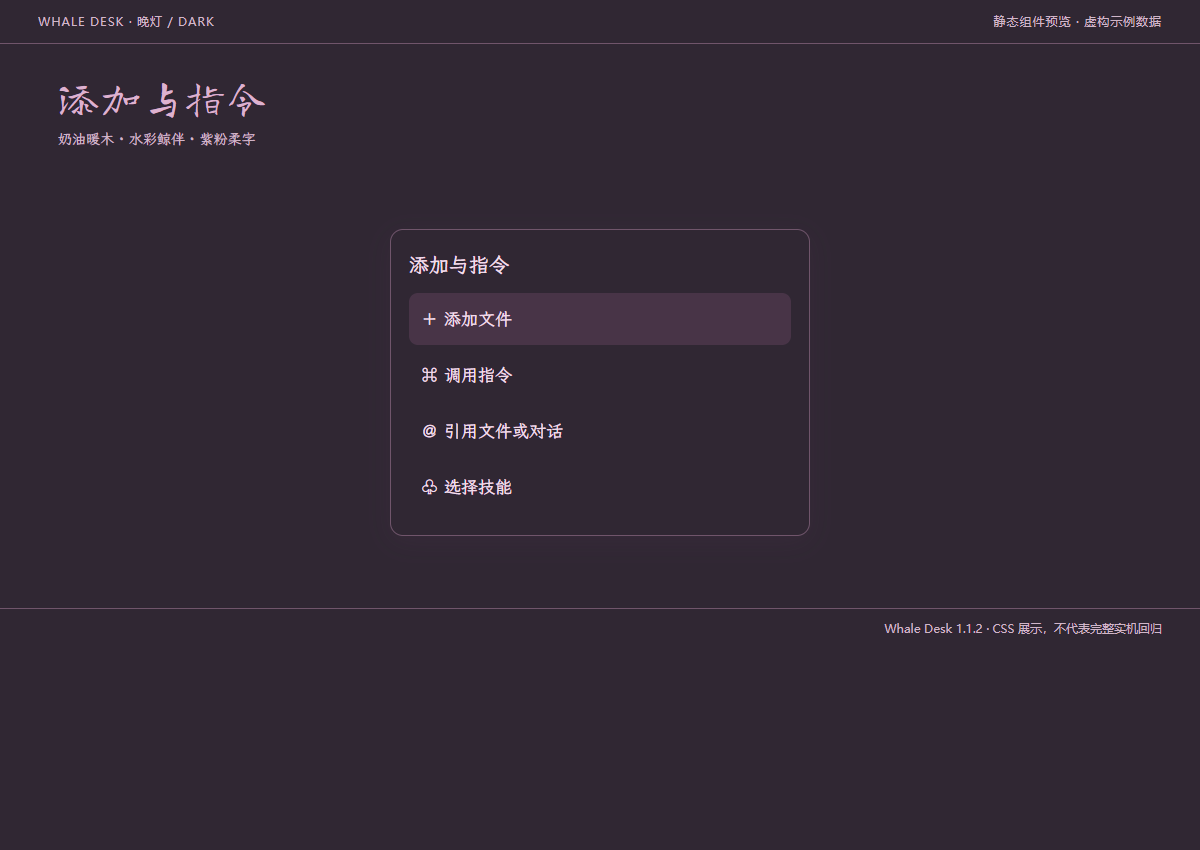 WHALE DESK · 晚灯 / DARK
静态组件预览 · 虚构示例数据
添加与指令
奶油暖木 · 水彩鲸伴 · 紫粉柔字
添加与指令
+ 添加文件
⌘ 调用指令
@ 引用文件或对话
♧ 选择技能
Whale Desk 1.1.2 · CSS 展示，不代表完整实机回归